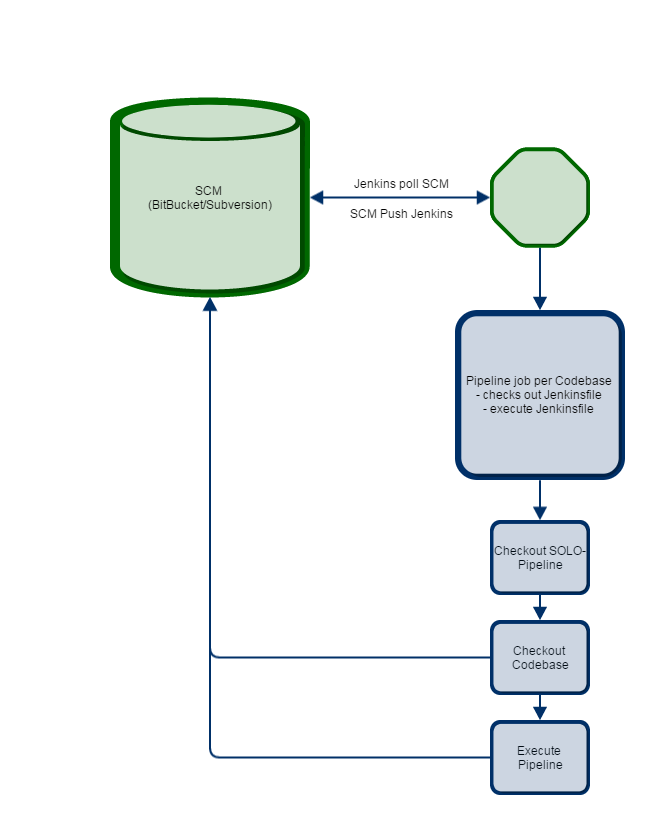 Jenkins poll SCM
SCM
(BitBucket/Subversion)
SCM Push Jenkins
Pipeline job per Codebase
- checks out Jenkinsfile
- execute Jenkinsfile
Checkout SOLO-
Pipeline
Checkout
Codebase
Execute
Pipeline